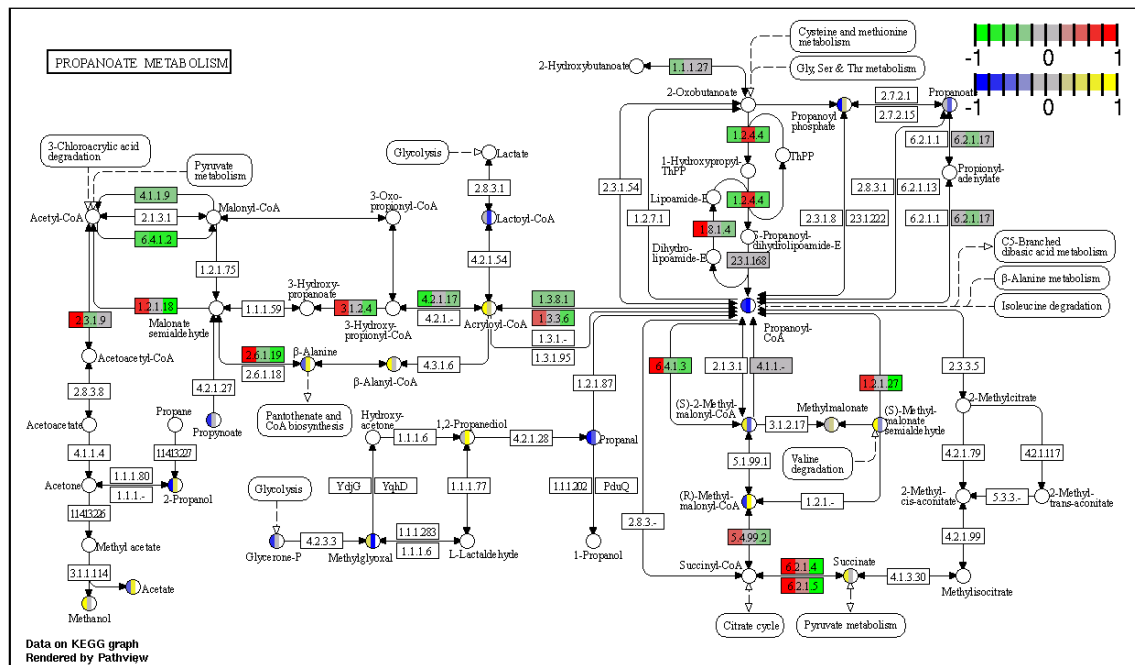 PROPANOATE METABOLISM
-1 0 1
-1 0 1
Cysteine and methionine
metabolism
Gly, Ser & Thr metabolism
2-Hydroxybutanoate
1.1.1.27
2-Oxobutanoate
Propanoyl
phosphate
2.7.2.1
2.7.2.15
Propanoate
1.2.4.4
ThPP
1-Hydroxypropyl-
ThPP
6.2.1.1
6.2.1.17
Propionyl-
adenylate
2.3.1.54
1.2.7.1
Lipoamide-E
1.2.4.4
1.8.1.4
S-Propanoyl-
dihydrolipoamide-E
Dihydro-
lipoamide-E
2.3.1.168
2.8.3.1
6.2.1.13
2.3.1.8
2.3.1.222
6.2.1.1
6.2.1.17
C5-Branched
dibasic acid metabolism
β-Alanine metabolism
Isoleucine degradation
Propanoyl-
CoA
3-Chloroacrylic acid
degradation
Pyruvate
metabolism
Glycolysis
Lactate
2.8.3.1
Lactoyl-CoA
4.2.1.54
Acetyl-CoA
4.1.1.9
2.1.3.1
6.4.1.2
Malonyl-CoA
3-Oxo-
propionyl-CoA
1.2.1.75
1.2.1.18
Malonate
semialdehyde
1.1.1.59
3-Hydroxy-
propanoate
3.1.2.4
3-Hydroxy-
propionyl-CoA
4.2.1.17
4.2.1.-
Acryloyl-CoA
1.3.8.1
1.3.3.6
1.3.1.-
1.3.1.95
2.3.1.9
Acetoacetyl-CoA
2.6.1.19
2.6.1.18
β-Alanine
β-Alanyl-CoA
4.3.1.6
Pantothenate and
CoA biosynthesis
4.2.1.27
Propynoate
2.8.3.8
Acetoacetate
4.1.1.4
Acetone
Propane
1.14.13.227
1.1.1.80
1.1.1.-
2-Propanol
1.14.13.226
Methyl acetate
3.1.1.114
Acetate
Methanol
Hydroxy-
acetone
1.1.1.6
1,2-Propanediol
4.2.1.28
Propanal
1.2.1.87
YdjG
YqhD
1.1.1.77
1.1.1.202
PduQ
Glycolysis
Glycerone-P
4.2.3.3
Methylglyoxal
1.1.1.283
1.1.1.6
L-Lactaldehyde
1-Propanol
6.4.1.3
2.1.3.1
4.1.1.-
1.2.1.27
2.3.3.5
(S)-2-Methyl-
malonyl-CoA
3.1.2.17
Methylmalonate
(S)-Methyl-
malonate
semialdehyde
Valine
degradation
5.1.99.1
(R)-Methyl-
malonyl-CoA
1.2.1.-
2.8.3.-
5.4.99.2
Succinyl-CoA
6.2.1.4
6.2.1.5
Succinate
4.1.3.30
Methylisocitrate
Citrate cycle
Pyruvate metabolism
2-Methylcitrate
4.2.1.79
4.2.1.117
2-Methyl-
cis-aconitate
5.3.3.-
2-Methyl-
trans-aconitate
4.2.1.99
Data on KEGG graph
Rendered by Pathview